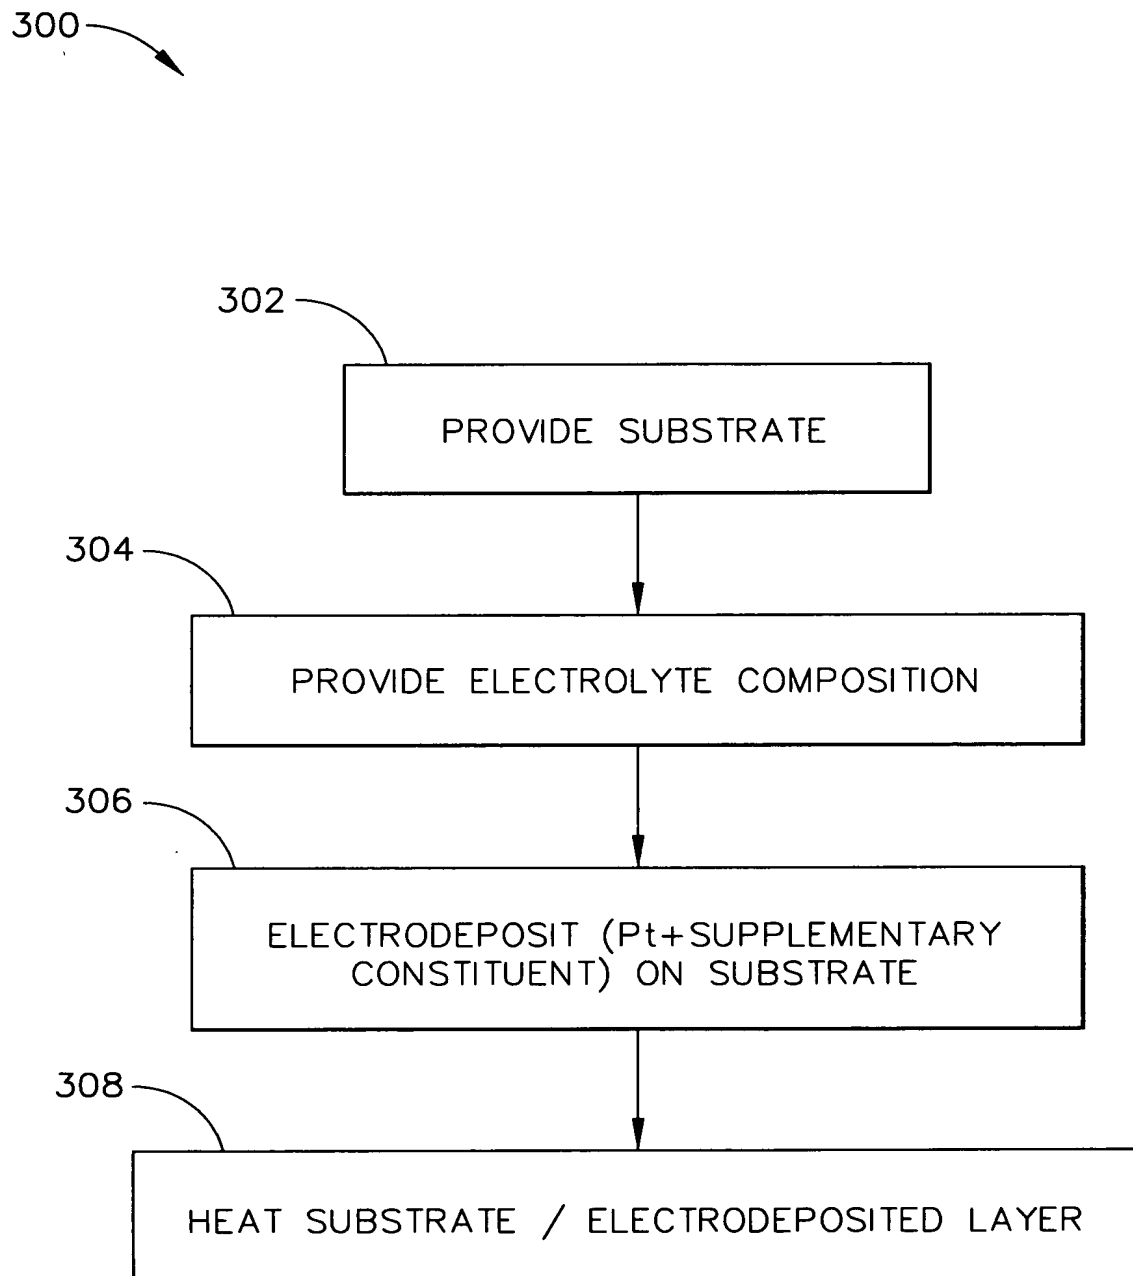 300
302
PROVIDE SUBSTRATE
304
PROVIDE ELECTROLYTE COMPOSITION
306
ELECTRODEPOSIT (Pt+SUPPLEMENTARY
CONSTITUENT) ON SUBSTRATE
308
HEAT SUBSTRATE / ELECTRODEPOSITED LAYER